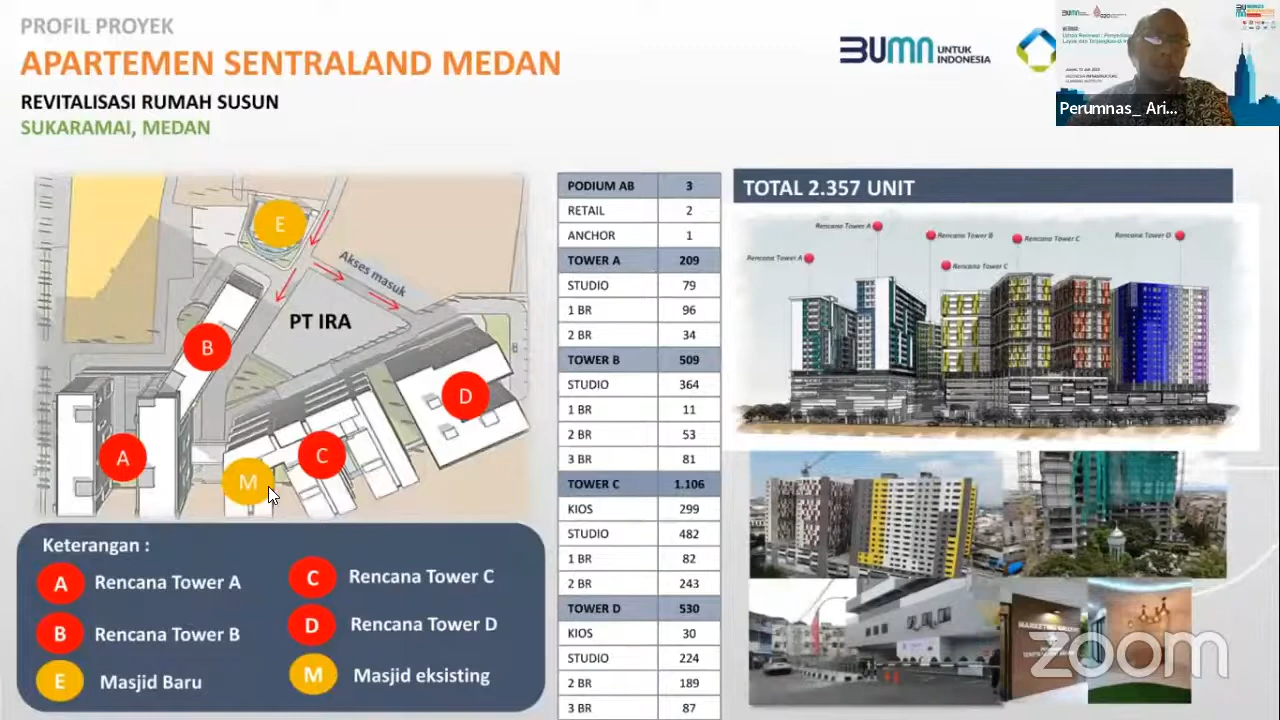 PROFIL PROYEK
APARTEMEN SENTRALAND MEDAN
REVITALISASI RUMAH SUSUN
SUKARAMAI, MEDAN
BUMN UNTUK INDONESIA
Perumnas_ Ari...
E
Akses masuk
PT IRA
B
D
A
C
M
Keterangan :
A Rencana Tower A
C Rencana Tower C
B Rencana Tower B
D Rencana Tower D
E Masjid Baru
M Masjid eksisting
PODIUM AB 3
RETAIL 2
ANCHOR 1
TOWER A 209
STUDIO 79
1 BR 96
2 BR 34
TOWER B 509
STUDIO 364
1 BR 11
2 BR 53
3 BR 81
TOWER C 1.106
KIOS 299
STUDIO 482
1 BR 82
2 BR 243
TOWER D 530
KIOS 30
STUDIO 224
2 BR 189
3 BR 87
TOTAL 2.357 UNIT
Rencana Tower A
Rencana Tower B
Rencana Tower C
Rencana Tower D
Rencana Tower A
Rencana Tower C
MARKETING GALLERY
zoom